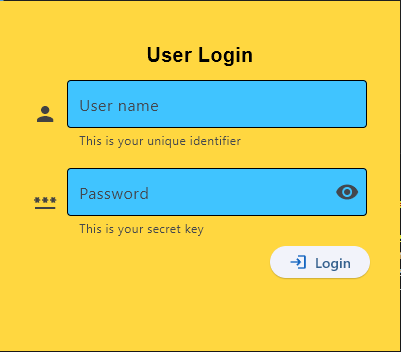 User Login
User name
This is your unique identifier
Password
This is your secret key
Login